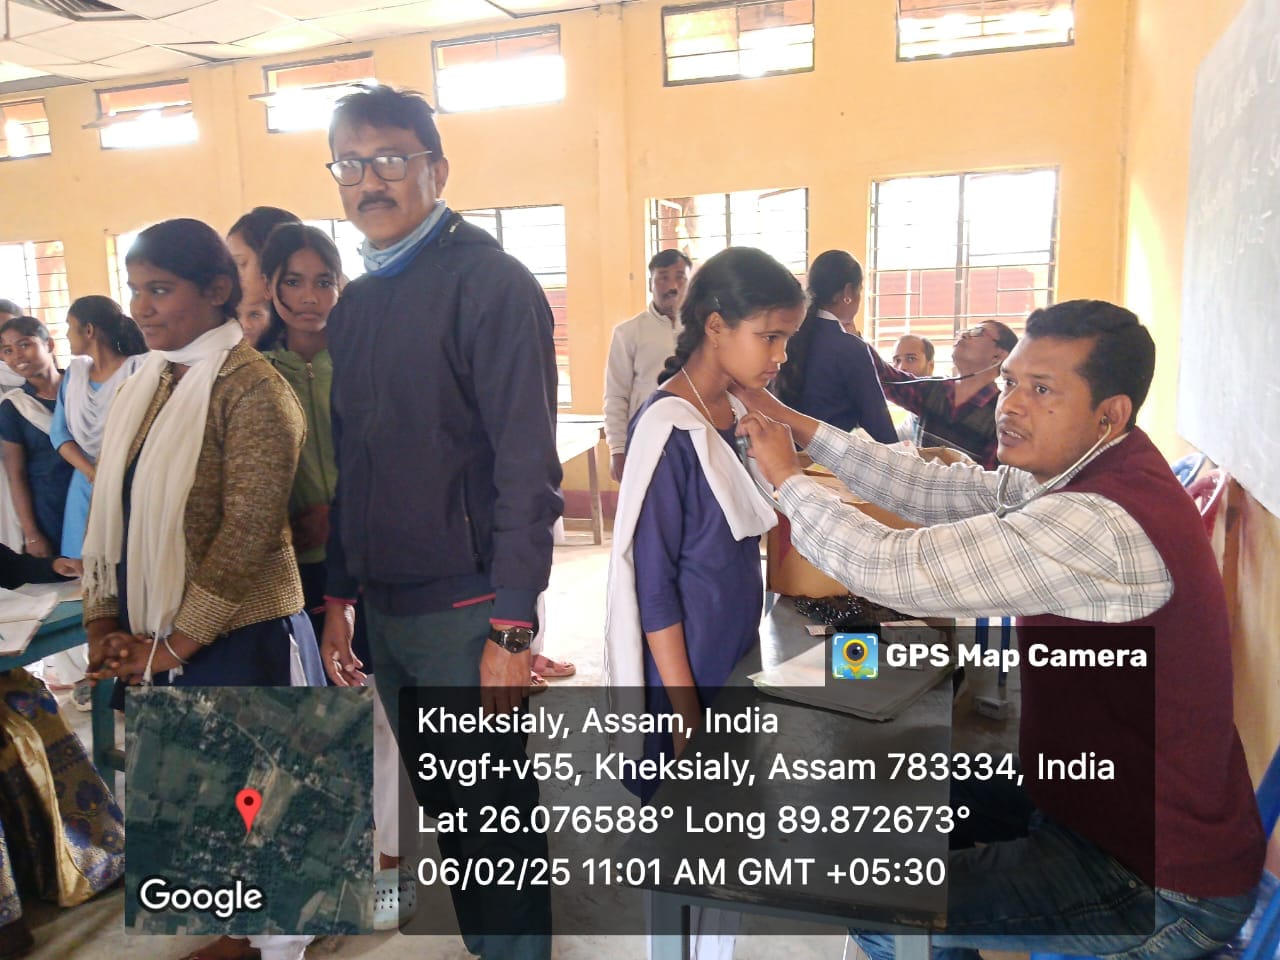 GPS Map Camera
Kheksialy, Assam, India
3vgf+v55, Kheksialy, Assam 783334, India
Lat 26.076588° Long 89.872673°
06/02/25 11:01 AM GMT +05:30
Google